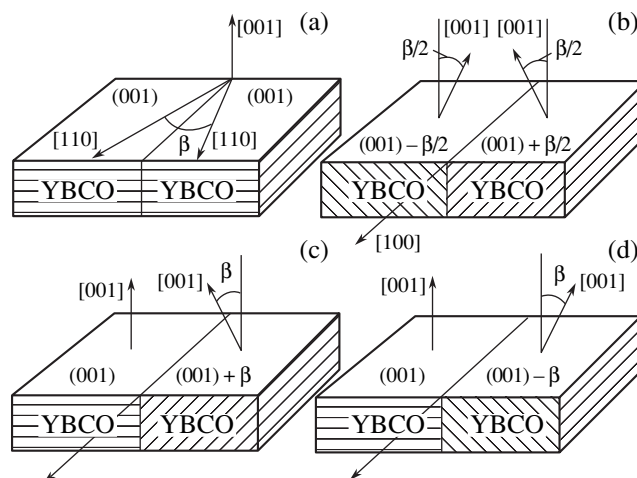 (a)
[001]
(001) (001)
[110] β [110]
YBCO YBCO
(b)
[001] [001]
β/2 β/2
(001) – β/2 (001) + β/2
YBCO YBCO
[100]
(c)
[001] [001] β
(001) (001) + β
YBCO YBCO
(d)
[001] β [001]
(001) (001) – β
YBCO YBCO